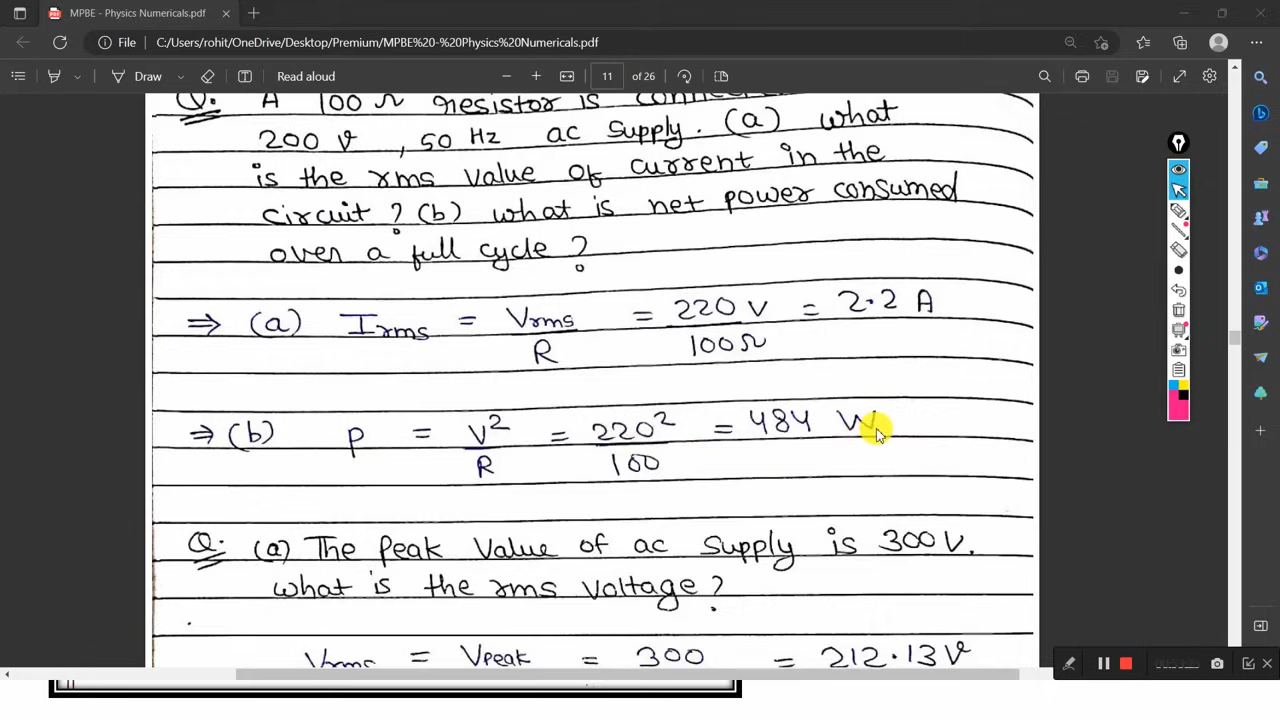 MPBE - Physics Numericals.pdf
File C:/Users/rohit/OneDrive/Desktop/Premium/MPBE%20-%20Physics%20Numericals.pdf
Draw Read aloud 11 of 26
Q: A 100 Ω resistor is
200 V, 50 Hz ac supply. (a) what
is the rms value of current in the
circuit? (b) what is net power consumed
over a full cycle?
⇒ (a) Irms = Vrms/R = 220 V/100Ω = 2.2 A
⇒ (b) P = V²/R = 220²/100 = 484 W
Q: (a) The Peak Value of ac supply is 300V.
what is the rms voltage?
Vrms = Vpeak = 300 = 212.13 V